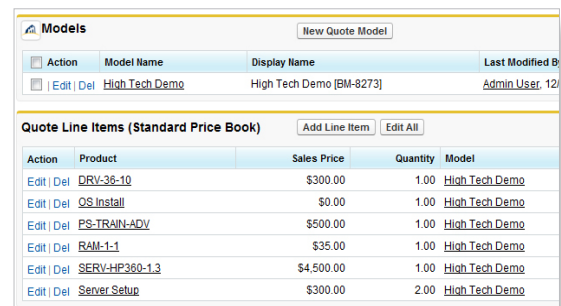 Models New Quote Model
Action Model Name Display Name Last Modified B
| Edit | Del High Tech Demo High Tech Demo [BM-8273] Admin User, 12/
Quote Line Items (Standard Price Book) Add Line Item Edit All
Action Product Sales Price Quantity Model
Edit | Del DRV-36-10 $300.00 1.00 High Tech Demo
Edit | Del OS Install $0.00 1.00 High Tech Demo
Edit | Del PS-TRAIN-ADV $500.00 1.00 High Tech Demo
Edit | Del RAM-1-1 $35.00 1.00 High Tech Demo
Edit | Del SERV-HP360-1.3 $4,500.00 1.00 High Tech Demo
Edit | Del Server Setup $300.00 2.00 High Tech Demo